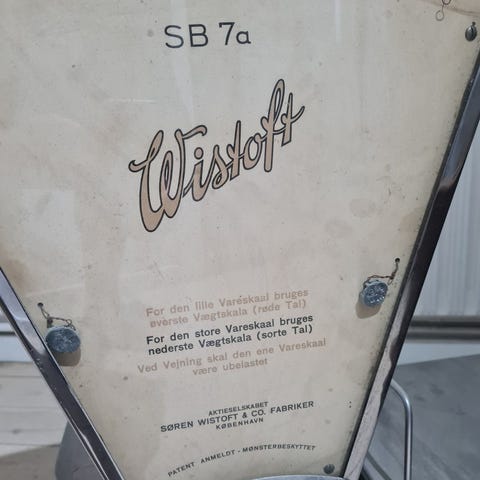 SB 7a
Wistoft
For den lille Vareskaal bruges
øverste Vægtskala (røde Tal)
For den store Vareskaal bruges
nederste Vægtskala (sorte Tal)
Ved Vejning skal den ene Vareskaal
være ubelastet
AKTIESELSKABET
SØREN WISTOFT & CO. FABRIKER
KØBENHAVN
PATENT ANMELDT - MØNSTERBESKYTTET